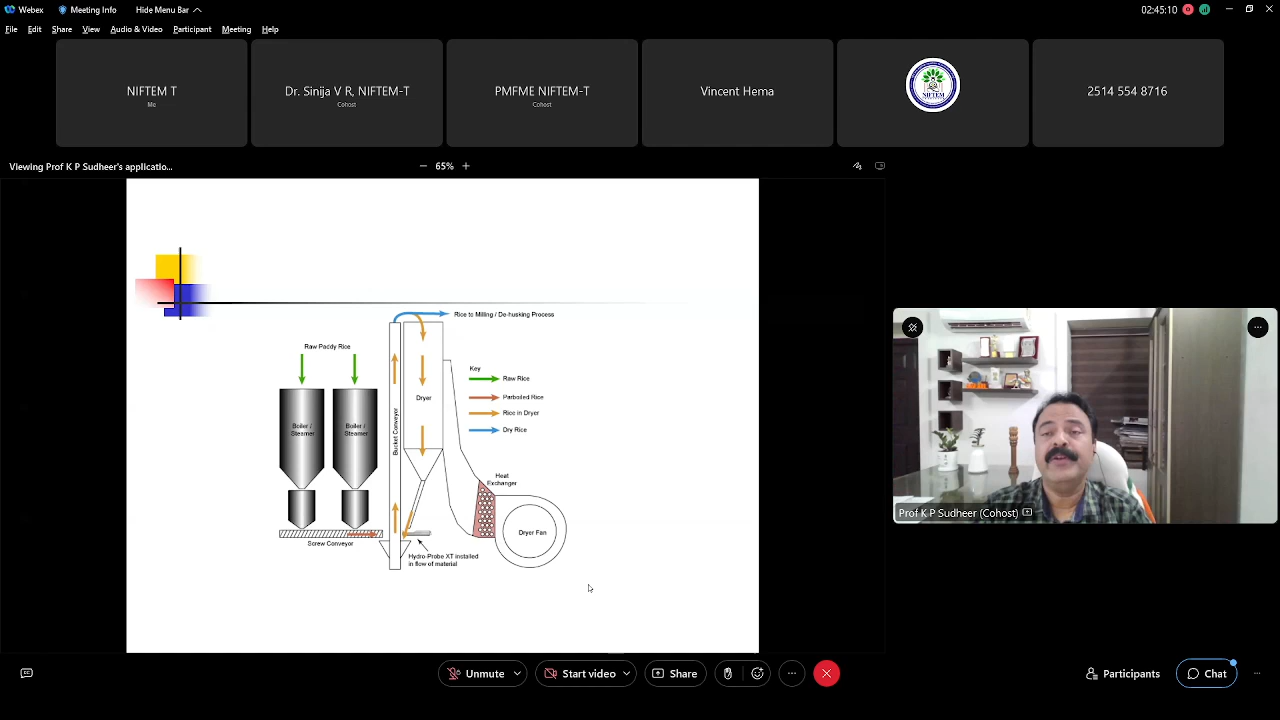 Webex
Meeting Info
Hide Menu Bar
02:45:10
File
Edit
Share
View
Audio & Video
Participant
Meeting
Help
NIFTEM T
Me
Dr. Sinija V R, NIFTEM-T
Cohost
PMFME NIFTEM-T
Cohost
Vincent Hema
NIFTEM
2514 554 8716
Viewing Prof K P Sudheer's applicatio...
65%
Rice to Milling / De-husking Process
Raw Paddy Rice
Key
Raw Rice
Parboiled Rice
Rice in Dryer
Dry Rice
Boiler /
Steamer
Boiler /
Steamer
Bucket Conveyor
Dryer
Heat
Exchanger
Dryer Fan
Screw Conveyor
Hydro-Probe XT installed
in flow of material
Prof K P Sudheer (Cohost)
Unmute
Start video
Share
Participants
Chat